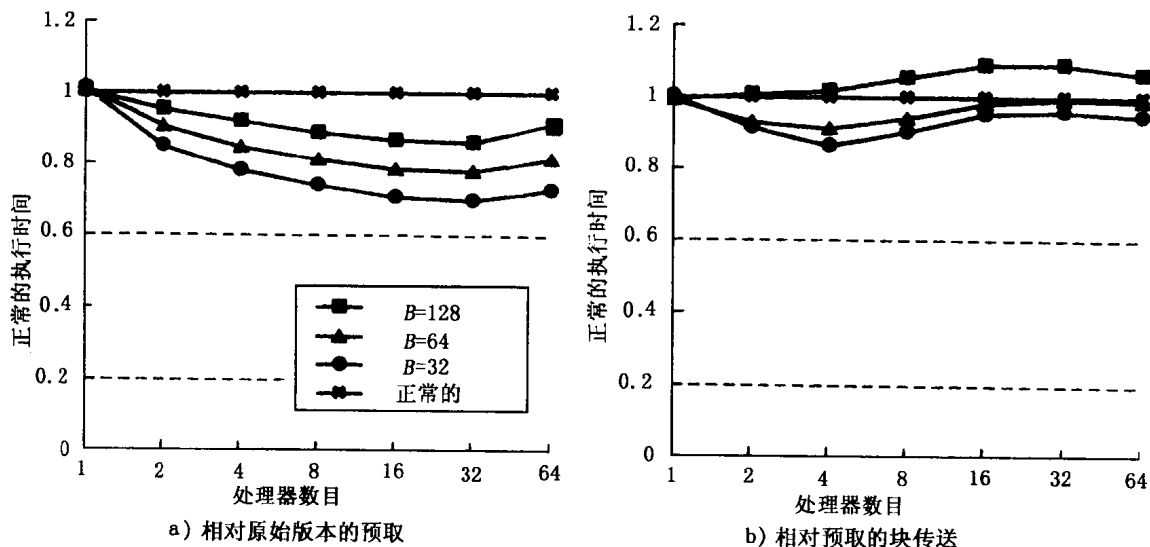 1.2
1
0.8
0.6
0.4
0.2
0
正常的执行时间
B=128
B=64
B=32
正常的
1 2 4 8 16 32 64
处理器数目
a) 相对原始版本的预取
1.2
1
0.8
0.6
0.4
0.2
0
正常的执行时间
1 2 4 8 16 32 64
处理器数目
b) 相对预取的块传送